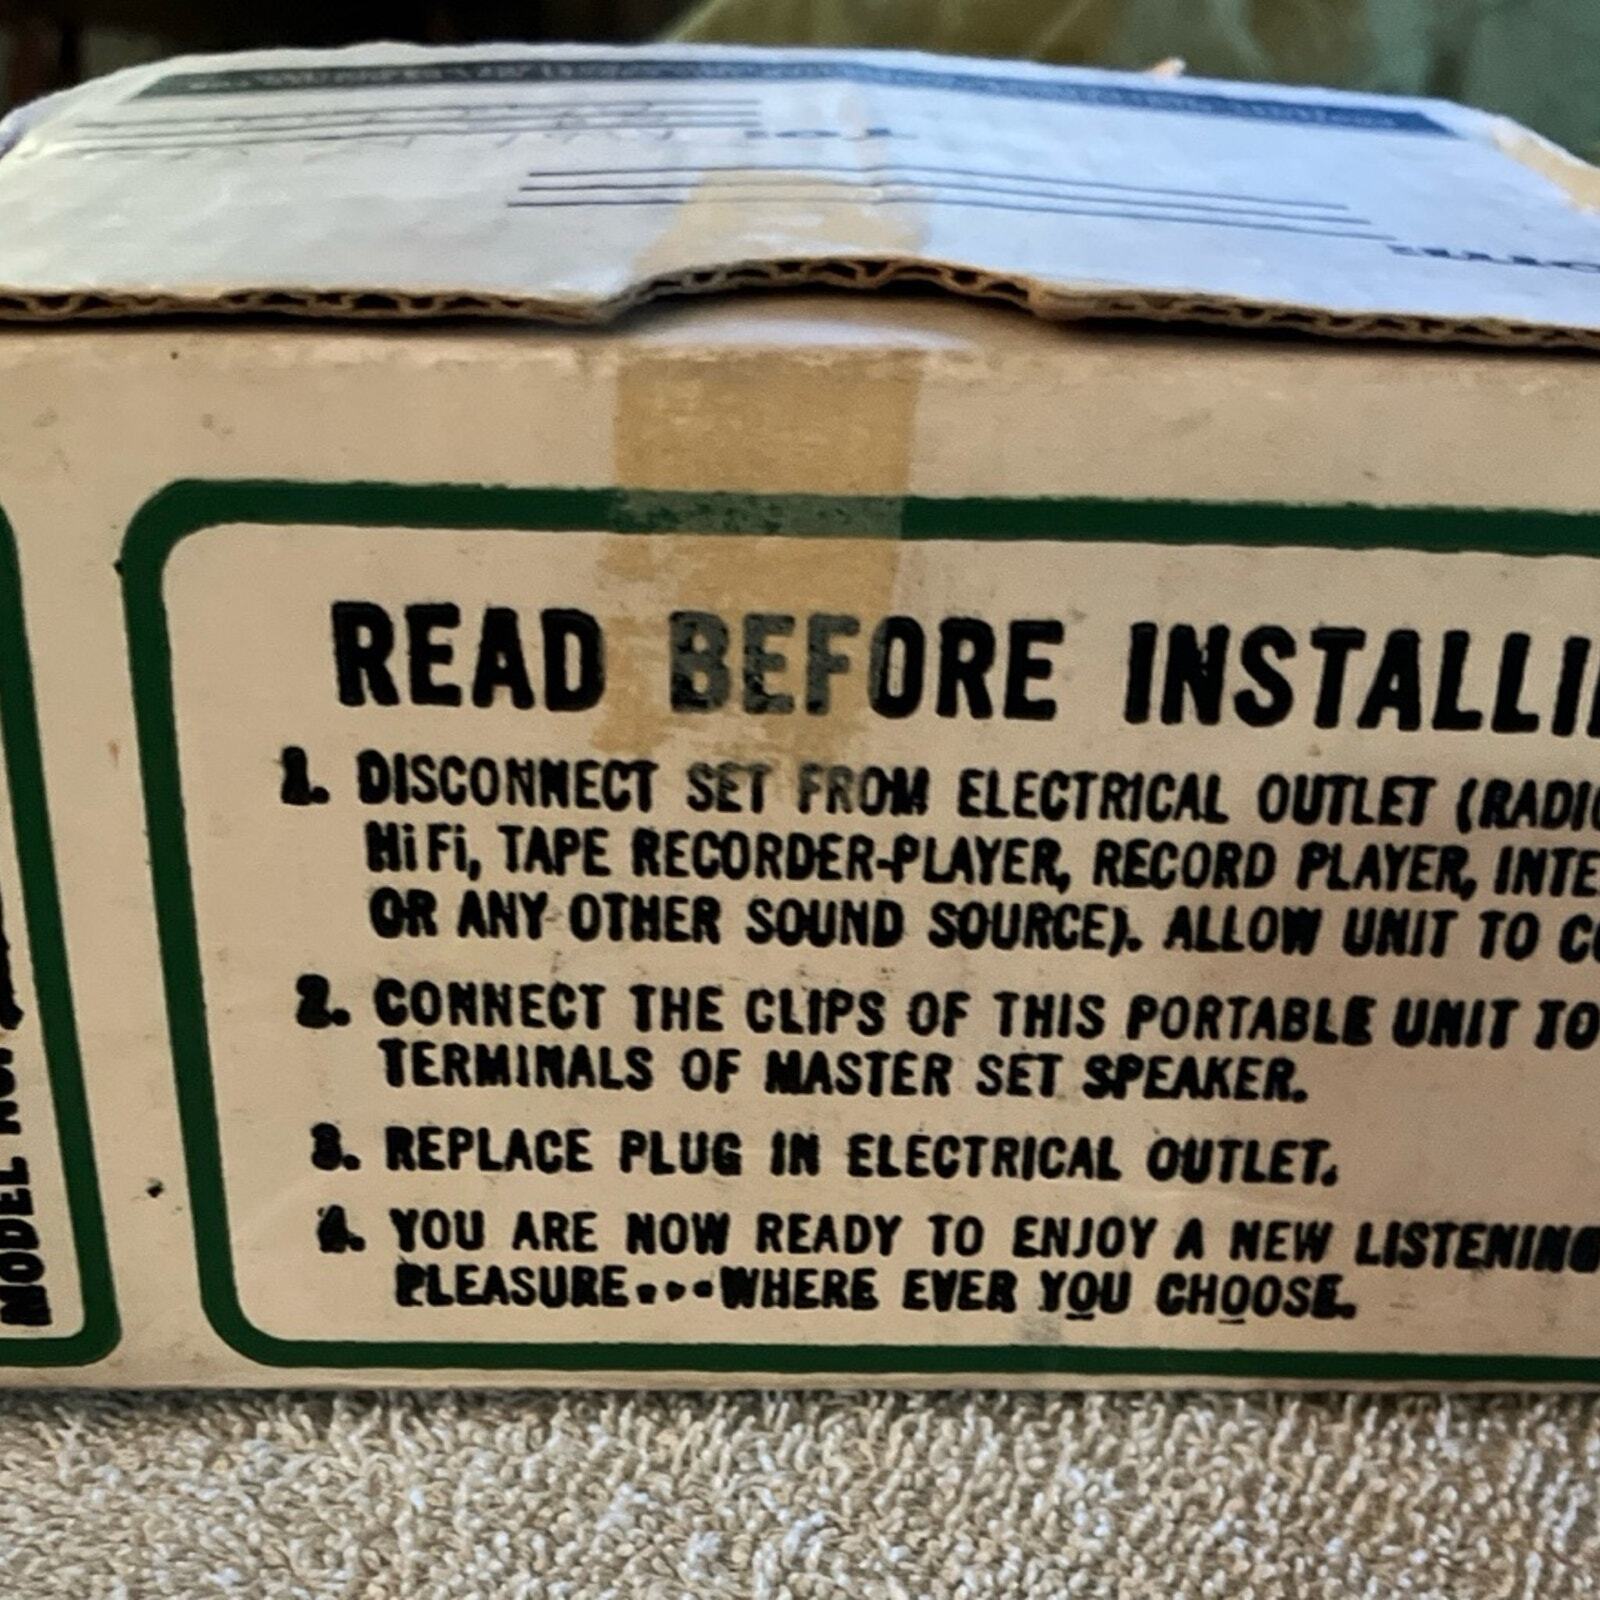 READ BEFORE INSTALLI
1. DISCONNECT SET FROM ELECTRICAL OUTLET (RADIO
HiFi, TAPE RECORDER-PLAYER, RECORD PLAYER, INTE
OR ANY OTHER SOUND SOURCE). ALLOW UNIT TO CO
2. CONNECT THE CLIPS OF THIS PORTABLE UNIT TO
TERMINALS OF MASTER SET SPEAKER.
3. REPLACE PLUG IN ELECTRICAL OUTLET.
4. YOU ARE NOW READY TO ENJOY A NEW LISTENING
PLEASURE...WHERE EVER YOU CHOOSE.
MODEL NO.
TO: